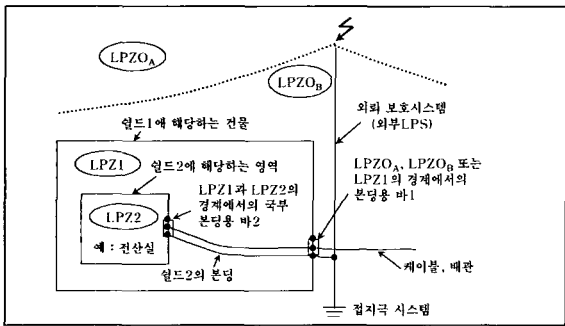 LPZO_A
LPZO_B
외뢰 보호시스템
(외부LPS)
쉴드1에 해당하는 건물
LPZ1
쉴드2에 해당하는 영역
LPZO_A, LPZO_B 또는
LPZ1의 경계에서의
본딩용 바1
LPZ1과 LPZ2의
경계에서의 국부
본딩용 바2
LPZ2
예 : 전산실
쉴드2의 본딩
케이블, 배관
접지극 시스템